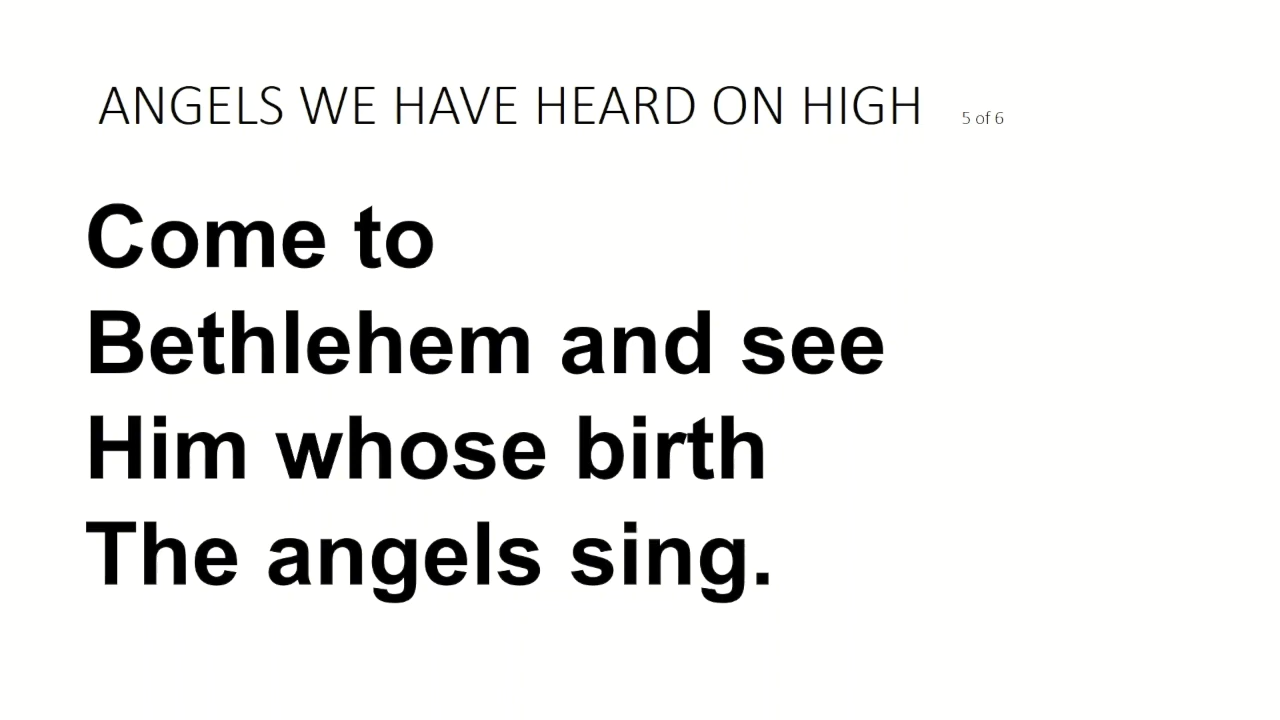 ANGELS WE HAVE HEARD ON HIGH 5 of 6
Come to
Bethlehem and see
Him whose birth
The angels sing.